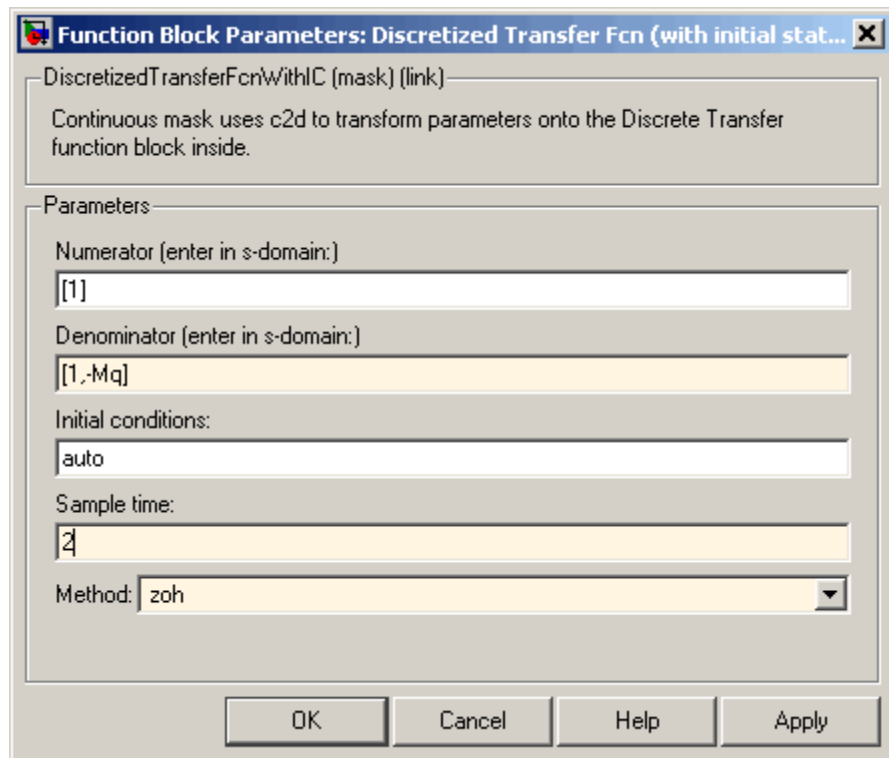 Function Block Parameters: Discretized Transfer Fcn (with initial stat...
DiscretizedTransferFcnWithIC (mask) (link)
Continuous mask uses c2d to transform parameters onto the Discrete Transfer
function block inside.
Parameters
Numerator (enter in s-domain:)
[1]
Denominator (enter in s-domain:)
[1,-Mq]
Initial conditions:
auto
Sample time:
2
Method: zoh
OK Cancel Help Apply